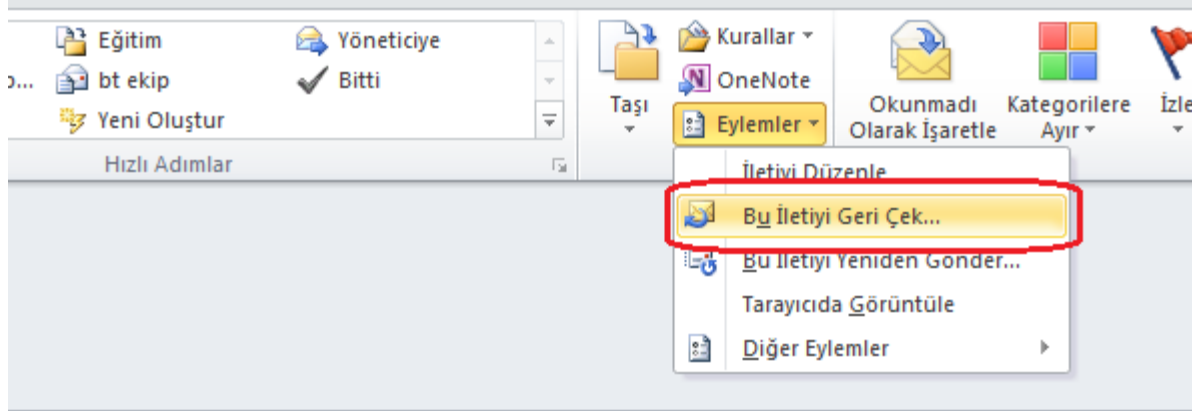 Eğitim
Yöneticiye
bt ekip
Bitti
Yeni Oluştur
Hızlı Adımlar
Taşı
Kurallar
OneNote
Eylemler
Okunmadı
Olarak İşaretle
Kategorilere
Ayır
İletiyi Düzenle
Bu İletiyi Geri Çek...
Bu İletiyi Yeniden Gönder...
Tarayıcıda Görüntüle
Diğer Eylemler